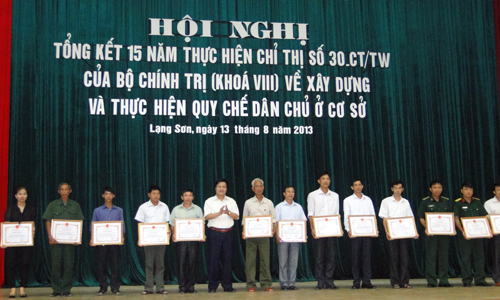 HỘI NGHỊ
TỔNG KẾT 15 NĂM THỰC HIỆN CHỈ THỊ SỐ 30.CT/TW
CỦA BỘ CHÍNH TRỊ (KHOÁ VIII) VỀ XÂY DỰNG
VÀ THỰC HIỆN QUY CHẾ DÂN CHỦ Ở CƠ SỞ
Lạng Sơn, ngày 13 tháng 8 năm 2013